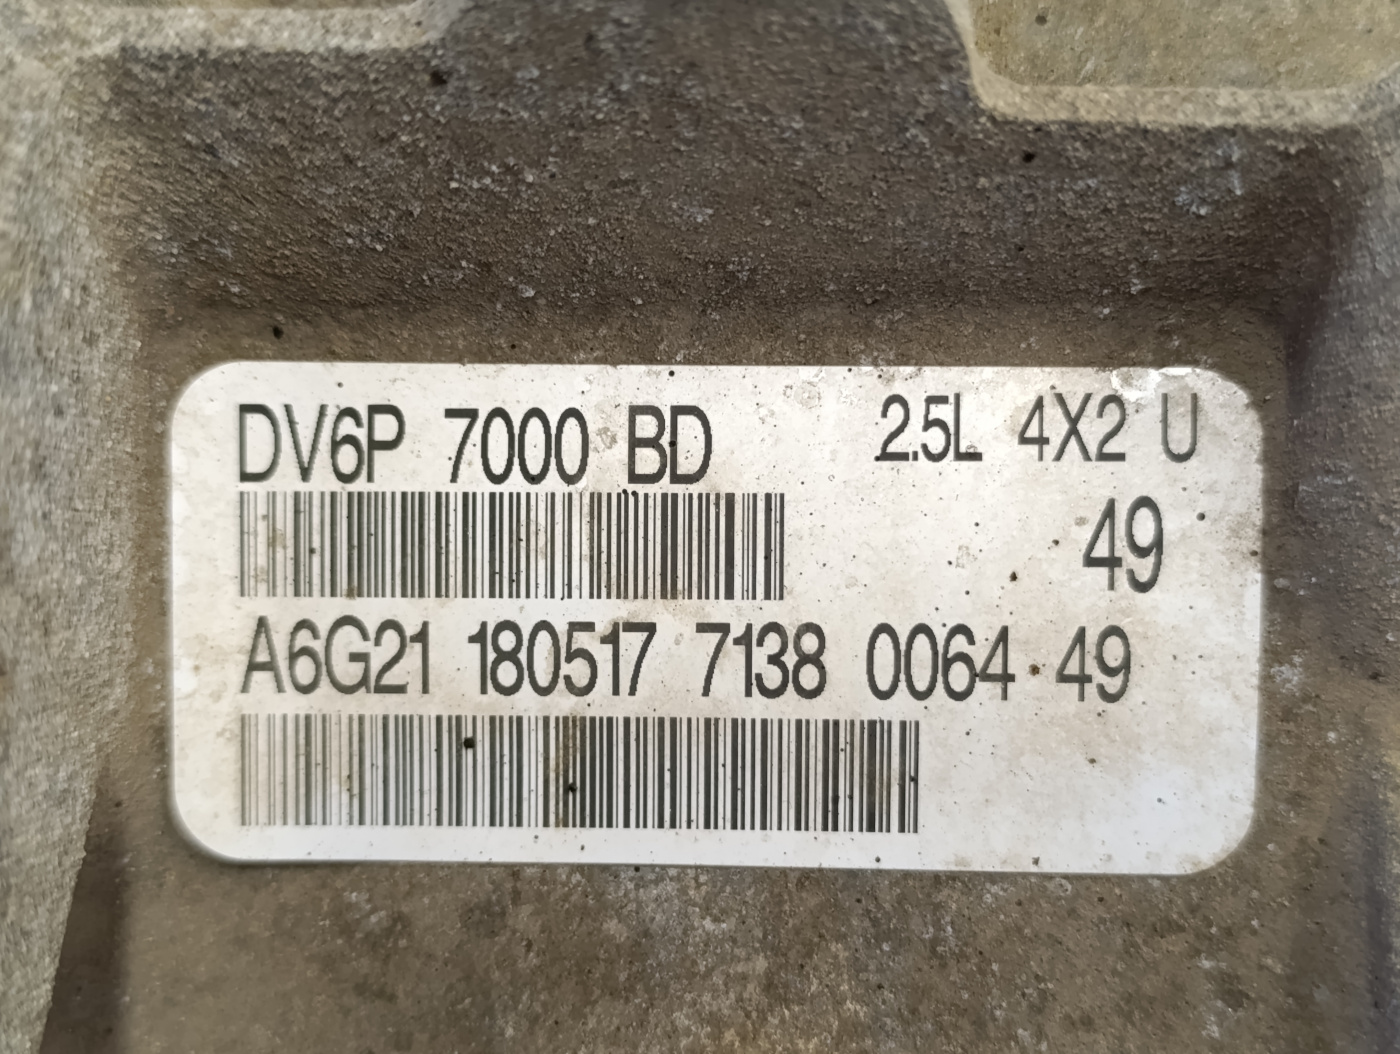 DV6P 7000 BD 2.5L 4X2 U
49
A6G21 180517 7138 0064 49